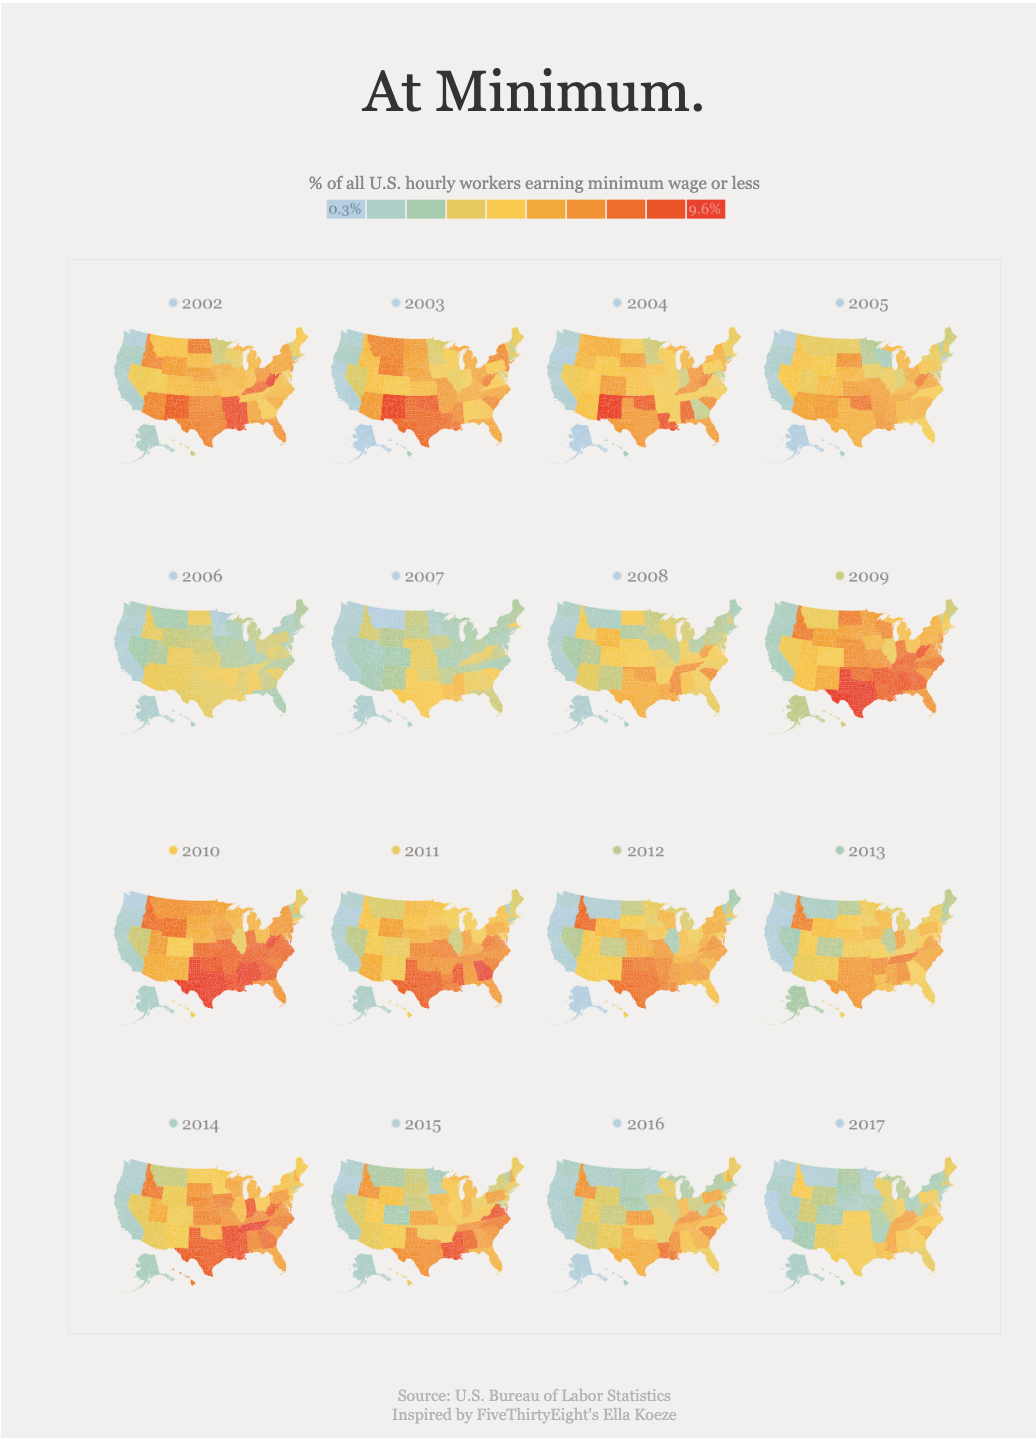 At Minimum.
% of all U.S. hourly workers earning minimum wage or less
0.3% 9.6%
2002 2003 2004 2005
2006 2007 2008 2009
2010 2011 2012 2013
2014 2015 2016 2017
Source: U.S. Bureau of Labor Statistics
Inspired by FiveThirtyEight's Ella Koeze